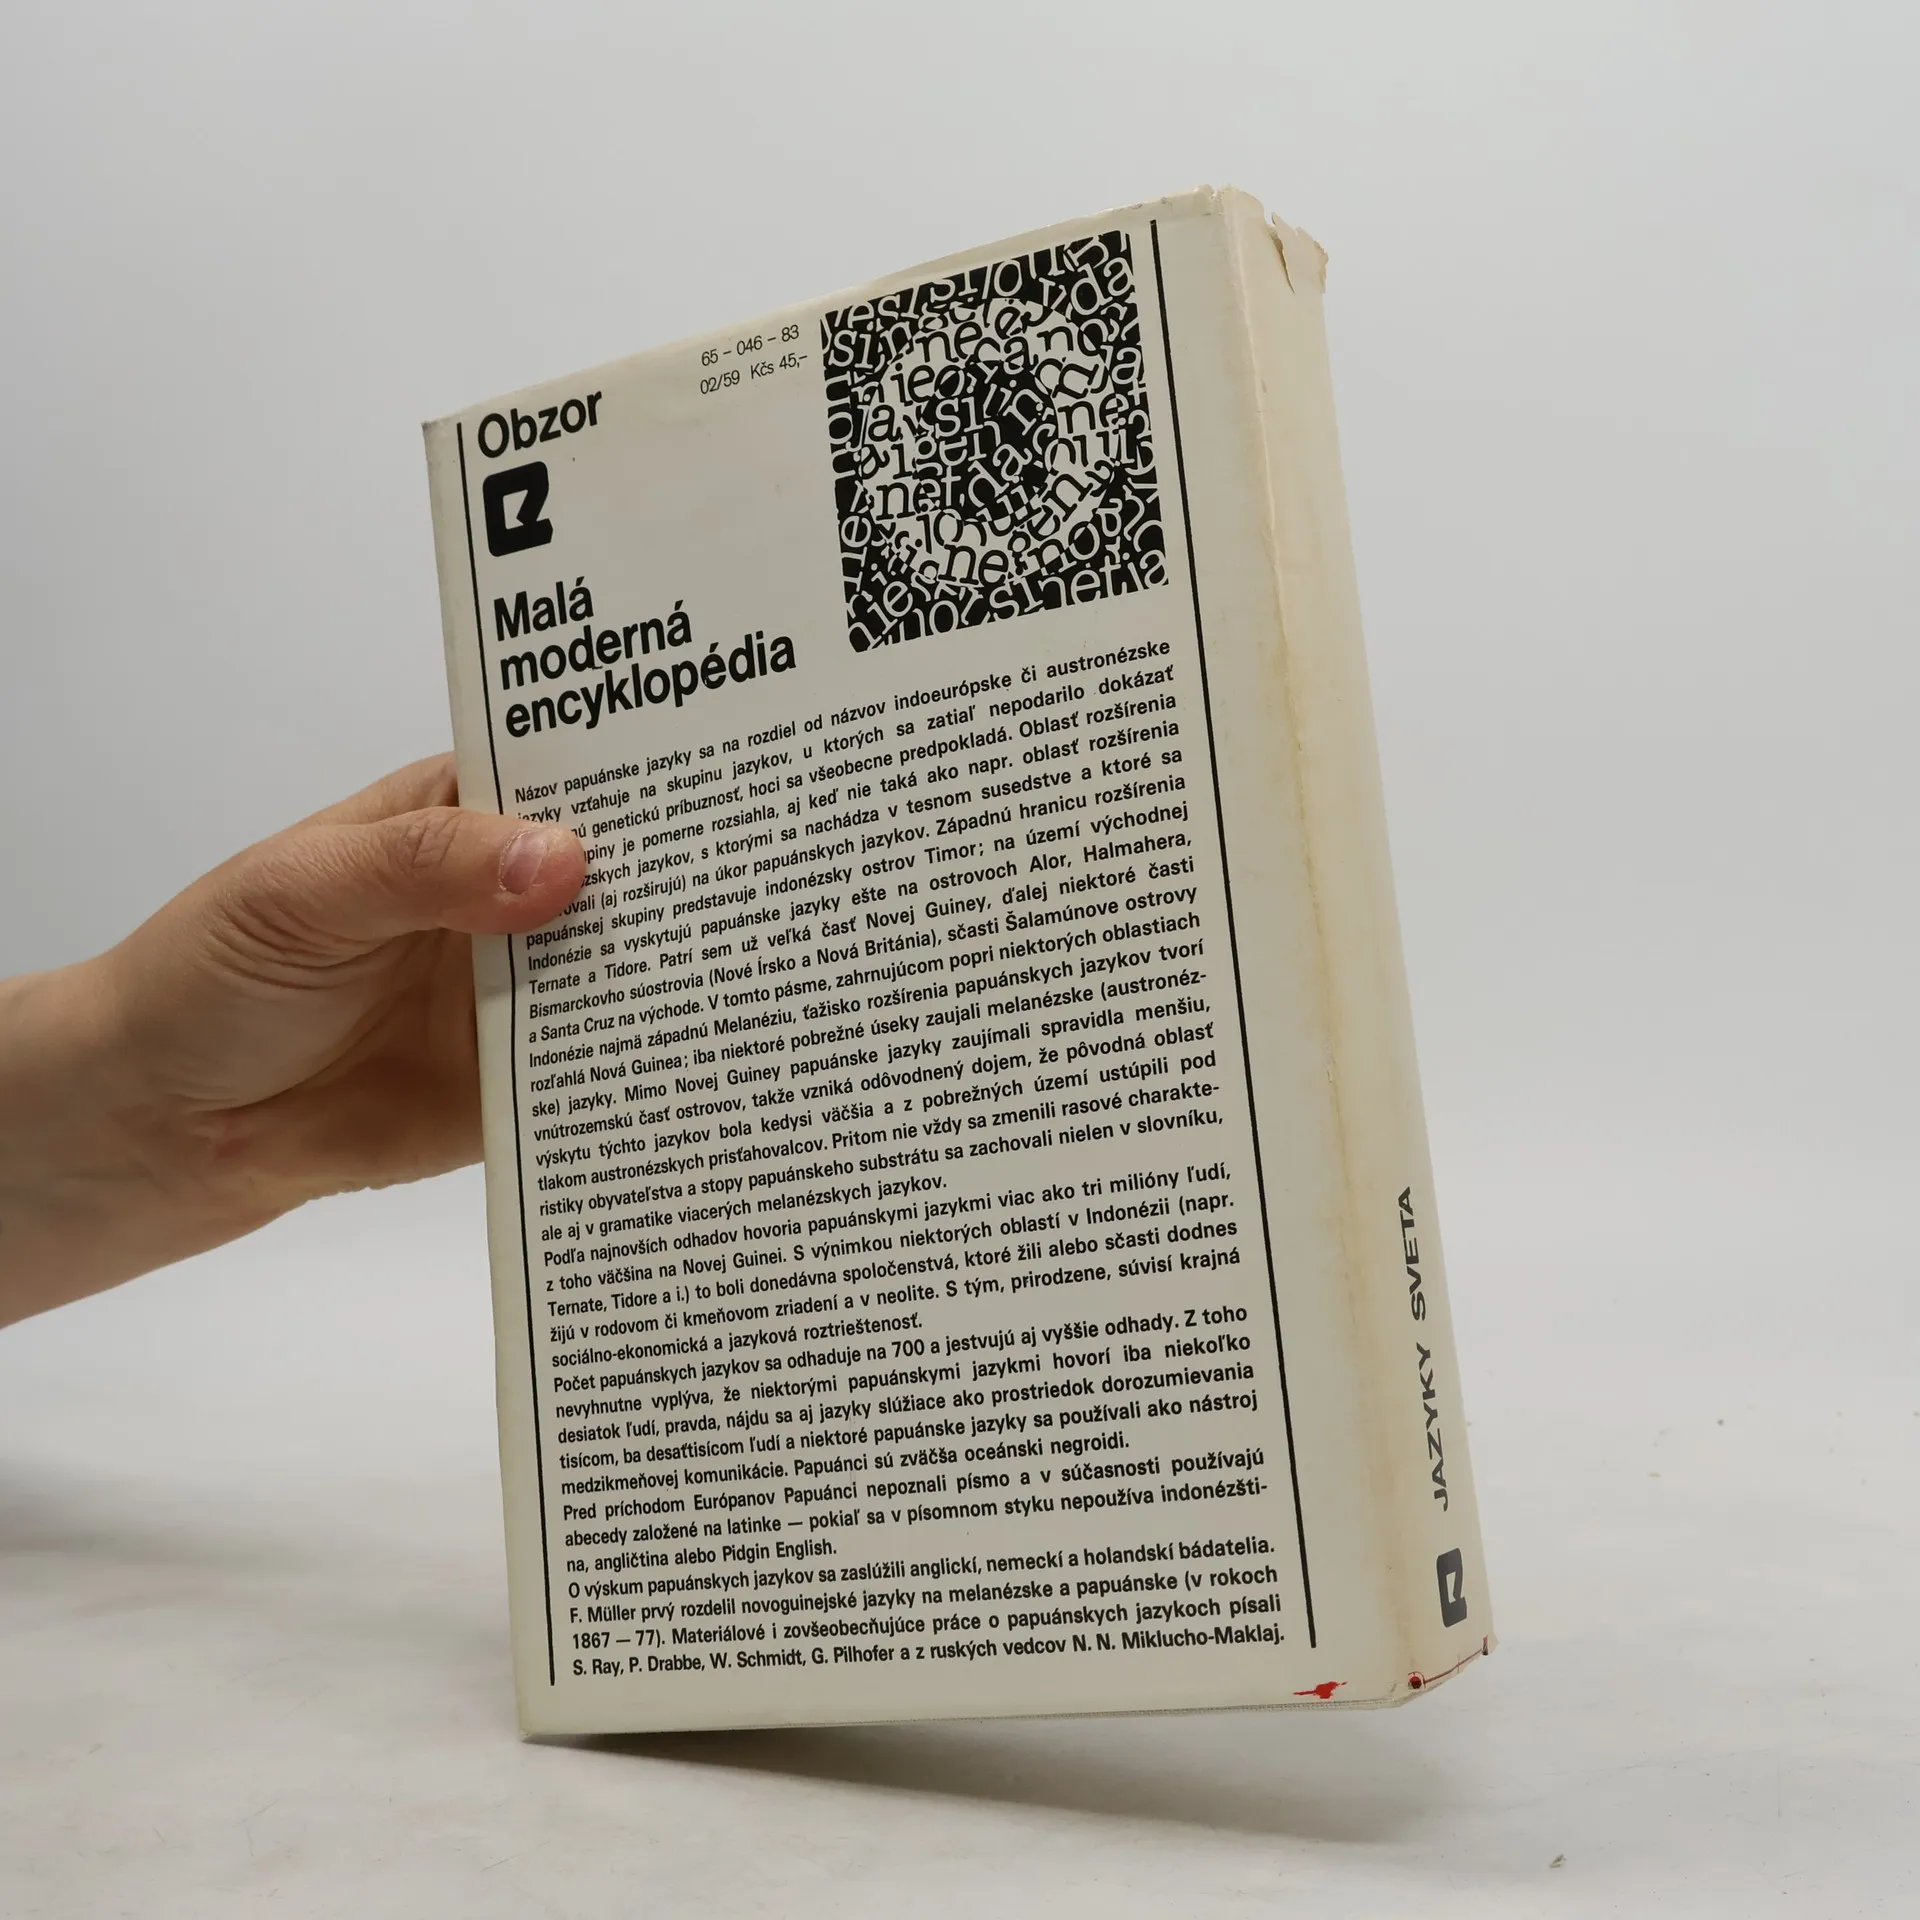 65 – 046 – 83
02/59 Kčs 45,–
Obzor
Malá
moderná
encyklopédia
Názov papuánske jazyky sa na rozdiel od názvov indoeurópske či austronézske
jazyky vzťahuje na skupinu jazykov, u ktorých sa zatiaľ nepodarilo dokázať
genetickú príbuznosť, hoci sa všeobecne predpokladá. Oblasť rozšírenia
je pomerne rozsiahla, aj keď nie taká ako napr. oblasť rozšírenia
jazykov, s ktorými sa nachádza v tesnom susedstve a ktoré sa
(aj rozširujú) na úkor papuánskych jazykov. Západnú hranicu rozšírenia
papuánskej skupiny predstavuje indonézsky ostrov Timor; na území východnej
Indonézie sa vyskytujú papuánske jazyky ešte na ostrovoch Alor, Halmahera,
Ternate a Tidore. Patrí sem už veľká časť Novej Guiney, ďalej niektoré časti
Bismarckovho súostrovia (Nové Írsko a Nová Británia), sčasti Šalamúnove ostrovy
a Santa Cruz na východe. V tomto pásme, zahrnujúcom popri niektorých oblastiach
Indonézie najmä západnú Melanéziu, ťažisko rozšírenia papuánskych jazykov tvorí
rozľahlá Nová Guinea; iba niektoré pobrežné úseky zaujali melanézske (austronéz-
ske) jazyky. Mimo Novej Guiney papuánske jazyky zaujímali spravidla menšiu,
vnútrozemskú časť ostrovov, takže vzniká odôvodnený dojem, že pôvodná oblasť
výskytu týchto jazykov bola kedysi väčšia a z pobrežných území ustúpili pod
tlakom austronézskych prisťahovalcov. Pritom nie vždy sa zmenili rasové charakte-
ristiky obyvateľstva a stopy papuánskeho substrátu sa zachovali nielen v slovníku,
ale aj v gramatike viacerých melanézskych jazykov.
Podľa najnovších odhadov hovoria papuánskymi jazykmi viac ako tri milióny ľudí,
z toho väčšina na Novej Guinei. S výnimkou niektorých oblastí v Indonézii (napr.
Ternate, Tidore a i.) to boli donedávna spoločenstvá, ktoré žili alebo sčasti dodnes
žijú v rodovom či kmeňovom zriadení a v neolite. S tým, prirodzene, súvisí krajná
sociálno-ekonomická a jazyková roztrieštenosť.
Počet papuánskych jazykov sa odhaduje na 700 a jestvujú aj vyššie odhady. Z toho
nevyhnutne vyplýva, že niektorými papuánskymi jazykmi hovorí iba niekoľko
desiatok ľudí, pravda, nájdu sa aj jazyky slúžiace ako prostriedok dorozumievania
tisícom, ba desaťtisícom ľudí a niektoré papuánske jazyky sa používali ako nástroj
medzikmeňovej komunikácie. Papuánci sú zväčša oceánski negroidi.
Pred príchodom Európanov Papuánci nepoznali písmo a v súčasnosti používajú
abecedy založené na latinke — pokiaľ sa v písomnom styku nepoužíva indonézšti-
na, angličtina alebo Pidgin English.
O výskum papuánskych jazykov sa zaslúžili anglickí, nemeckí a holandskí bádatelia.
F. Müller prvý rozdelil novoguinejské jazyky na melanézske a papuánske (v rokoch
1867 — 77). Materiálové i zovšeobecňujúce práce o papuánskych jazykoch písali
S. Ray, P. Drabbe, W. Schmidt, G. Pilhofer a z ruských vedcov N. N. Miklucho-Maklaj.
JAZYKY SVETA